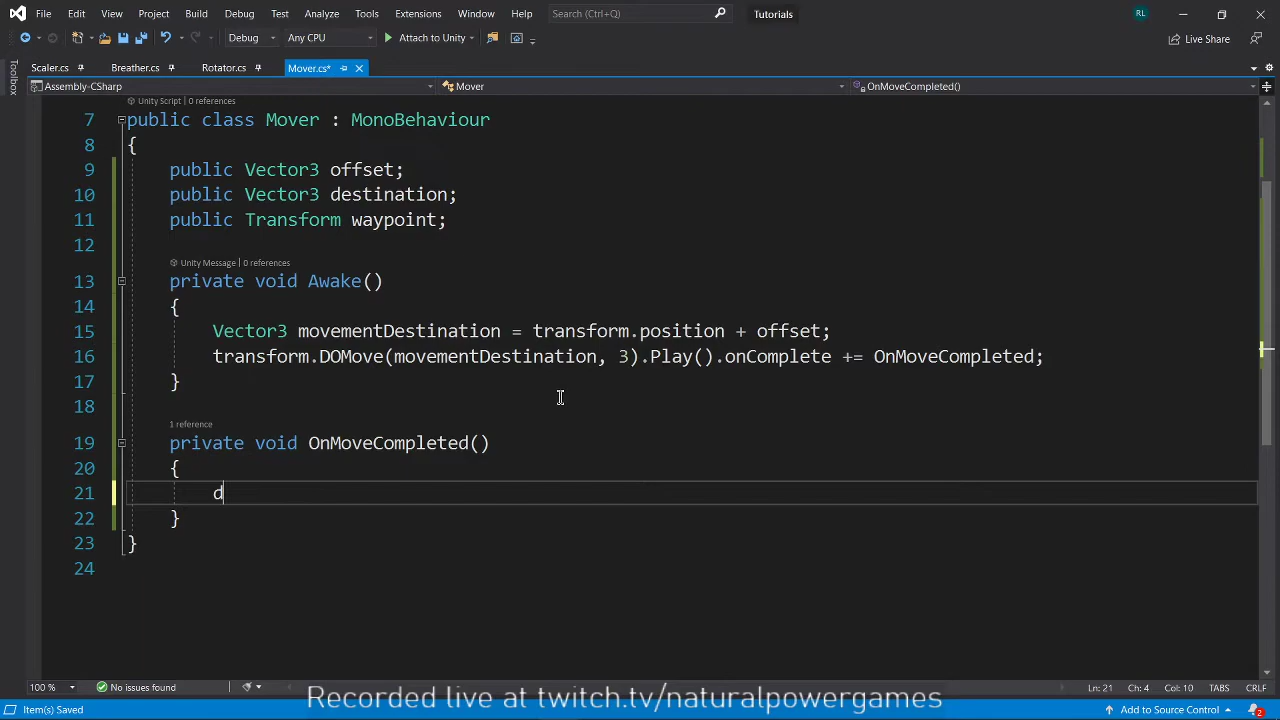 File Edit View Project Build Debug Test Analyze Tools Extensions Window Help Search (Ctrl+Q) Tutorials RL
Debug Any CPU Attach to Unity Live Share
Toolbox
Scaler.cs Breather.cs Rotator.cs Mover.cs*
Assembly-CSharp Mover OnMoveCompleted()
Unity Script | 0 references
7 public class Mover : MonoBehaviour
8 {
9 public Vector3 offset;
10 public Vector3 destination;
11 public Transform waypoint;
12
Unity Message | 0 references
13 private void Awake()
14 {
15 Vector3 movementDestination = transform.position + offset;
16 transform.DOMove(movementDestination, 3).Play().onComplete += OnMoveCompleted;
17 }
18
1 reference
19 private void OnMoveCompleted()
20 {
21 d
22 }
23 }
24
100 % No issues found Ln: 21 Ch: 4 Col: 10 TABS CRLF
Recorded live at twitch.tv/naturalpowergames
Item(s) Saved Add to Source Control 2